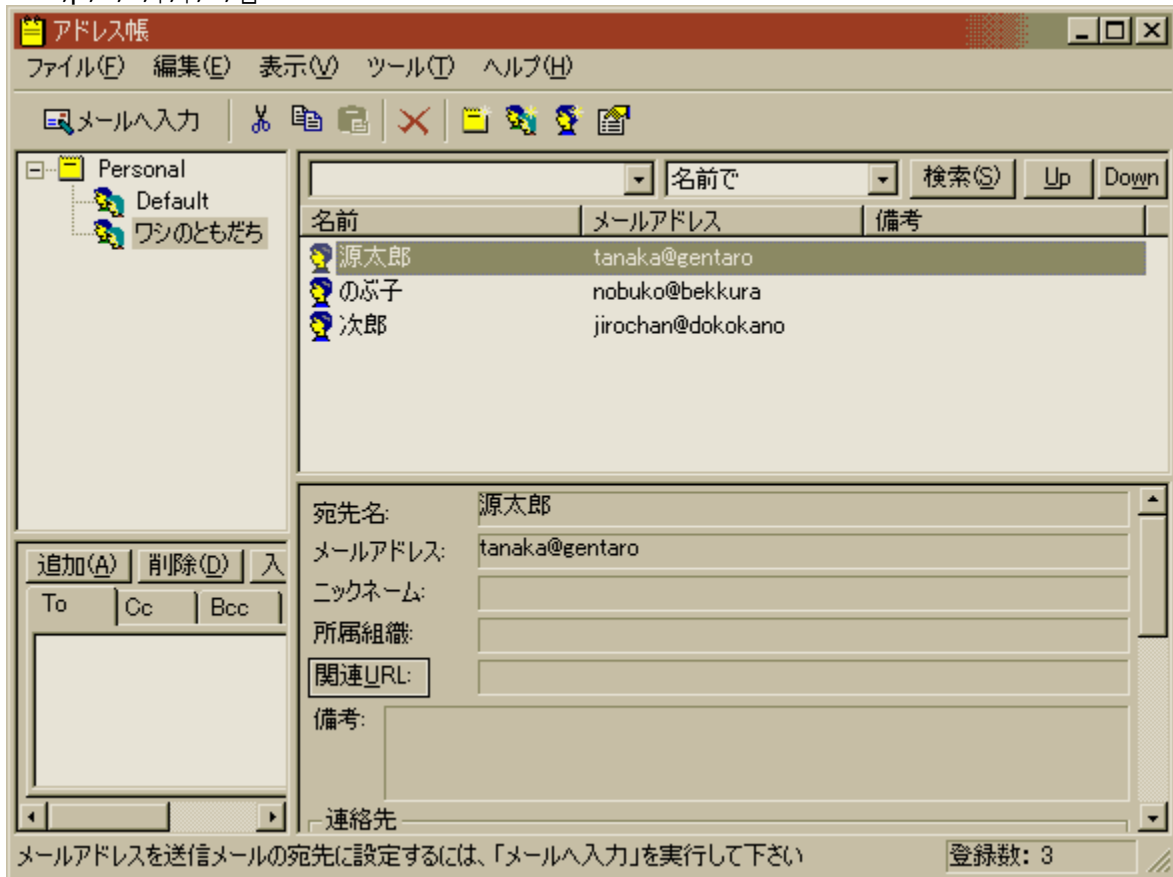 アドレス帳
ファイル(F) 編集(E) 表示(V) ツール(T) ヘルプ(H)
メールへ入力
Personal
Default
ワシのともだち
名前で 検索(S) Up Down
名前 メールアドレス 備考
源太郎 tanaka@gentaro
のぶ子 nobuko@bekkura
次郎 jirochan@dokokano
追加(A) 削除(D) 入
To Cc Bcc
宛先名: 源太郎
メールアドレス: tanaka@gentaro
ニックネーム:
所属組織:
関連URL:
備考:
連絡先
メールアドレスを送信メールの宛先に設定するには、「メールへ入力」を実行して下さい 登録数: 3